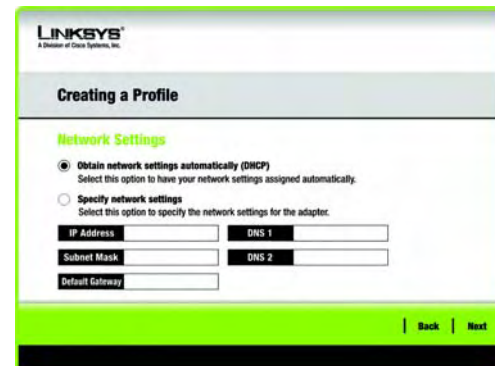 LINKSYS®
A Division of Cisco Systems, Inc.
Creating a Profile
Network Settings
Obtain network settings automatically (DHCP)
Select this option to have your network settings assigned automatically.
Specify network settings
Select this option to specify the network settings for the adapter.
IP Address DNS 1
Subnet Mask DNS 2
Default Gateway
Back Next